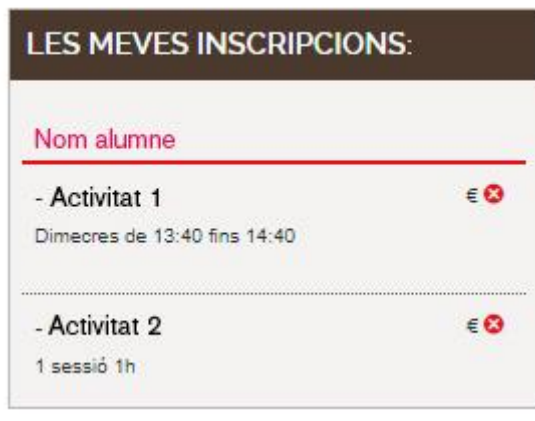 LES MEVES INSCRIPCIONS:
Nom alumne
- Activitat 1 €
Dimecres de 13:40 fins 14:40
- Activitat 2 €
1 sessió 1h